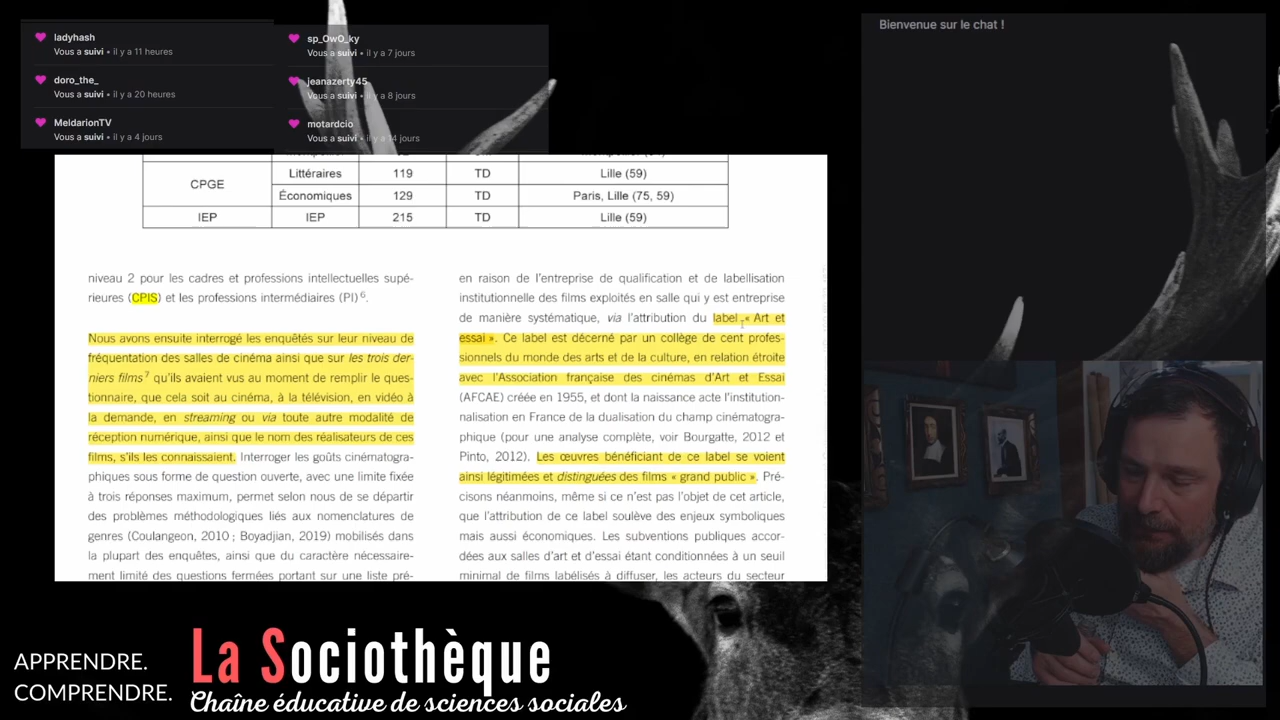 ladyhash
Vous a suivi • il y a 11 heures
doro_the_
Vous a suivi • il y a 20 heures
MeldarionTV
Vous a suivi • il y a 4 jours
sp_OwO_ky
Vous a suivi • il y a 7 jours
jeanazerty45
Vous a suivi • il y a 8 jours
motardcio
Vous a suivi • il y a 14 jours
Bienvenue sur le chat !
CPGE
Littéraires 119 TD Lille (59)
Économiques 129 TD Paris, Lille (75, 59)
IEP IEP 215 TD Lille (59)
niveau 2 pour les cadres et professions intellectuelles supé-
rieures (CPIS) et les professions intermédiaires (PI)6.
Nous avons ensuite interrogé les enquêtés sur leur niveau de
fréquentation des salles de cinéma ainsi que sur les trois der-
niers films7 qu'ils avaient vus au moment de remplir le ques-
tionnaire, que cela soit au cinéma, à la télévision, en vidéo à
la demande, en streaming ou via toute autre modalité de
réception numérique, ainsi que le nom des réalisateurs de ces
films, s'ils les connaissaient. Interroger les goûts cinématogra-
phiques sous forme de question ouverte, avec une limite fixée
à trois réponses maximum, permet selon nous de se départir
des problèmes méthodologiques liés aux nomenclatures de
genres (Coulangeon, 2010 ; Boyadjian, 2019) mobilisés dans
la plupart des enquêtes, ainsi que du caractère nécessaire-
ment limité des questions fermées portant sur une liste pré-
en raison de l'entreprise de qualification et de labellisation
institutionnelle des films exploités en salle qui y est entreprise
de manière systématique, via l'attribution du label « Art et
essai ». Ce label est décerné par un collège de cent profes-
sionnels du monde des arts et de la culture, en relation étroite
avec l'Association française des cinémas d'Art et Essai
(AFCAE) créée en 1955, et dont la naissance acte l'institution-
nalisation en France de la dualisation du champ cinématogra-
phique (pour une analyse complète, voir Bourgatte, 2012 et
Pinto, 2012). Les œuvres bénéficiant de ce label se voient
ainsi légitimées et distinguées des films « grand public ». Pré-
cisons néanmoins, même si ce n'est pas l'objet de cet article,
que l'attribution de ce label soulève des enjeux symboliques
mais aussi économiques. Les subventions publiques accor-
dées aux salles d'art et d'essai étant conditionnées à un seuil
minimal de films labélisés à diffuser, les acteurs du secteur
APPRENDRE.
COMPRENDRE.
La Sociothèque
Chaîne éducative de sciences sociales